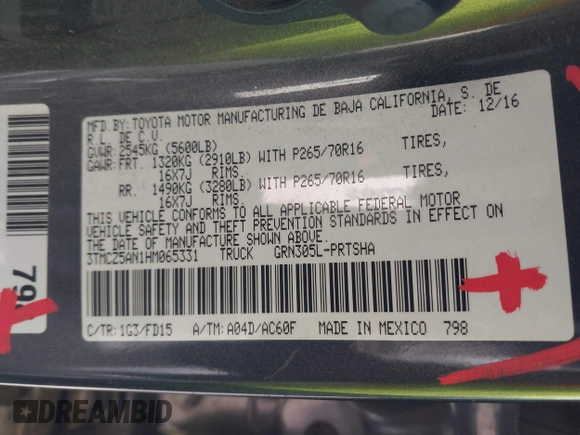 MFD.BY:TOYOTA MOTOR MANUFACTURING DE BAJA CALIFORNIA, S. DE
R.L. DE C.V. DATE: 12/16
GVWR:2545KG (5600LB)
GAWR:FRT. 1320KG (2910LB) WITH P265/70R16 TIRES,
16X7J RIMS.
RR. 1490KG (3280LB) WITH P265/70R16 TIRES,
16X7J RIMS.
THIS VEHICLE CONFORMS TO ALL APPLICABLE FEDERAL MOTOR
VEHICLE SAFETY AND THEFT PREVENTION STANDARDS IN EFFECT ON
THE DATE OF MANUFACTURE SHOWN ABOVE.
3TMCZ5AN1HM065331 TRUCK GRN305L-PRTSHA
C/TR:1G3/FD15 A/TM:A04D/AC60F MADE IN MEXICO 798
DREAMBID